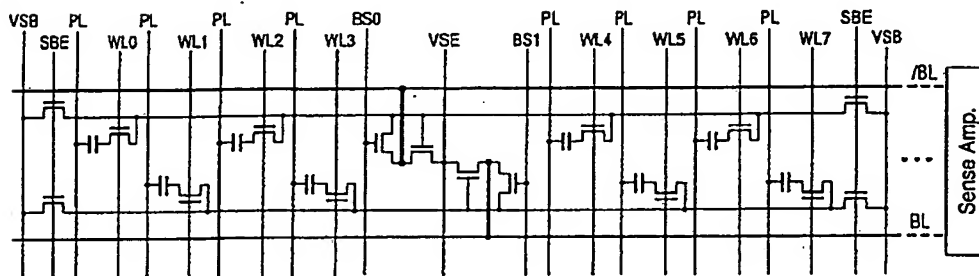 VSB PL PL PL PL BS0 PL PL PL PL SBE
SBE WL0 WL1 WL2 WL3 VSE BS1 WL4 WL5 WL6 WL7 VSB
/BL
BL
Sense Amp.